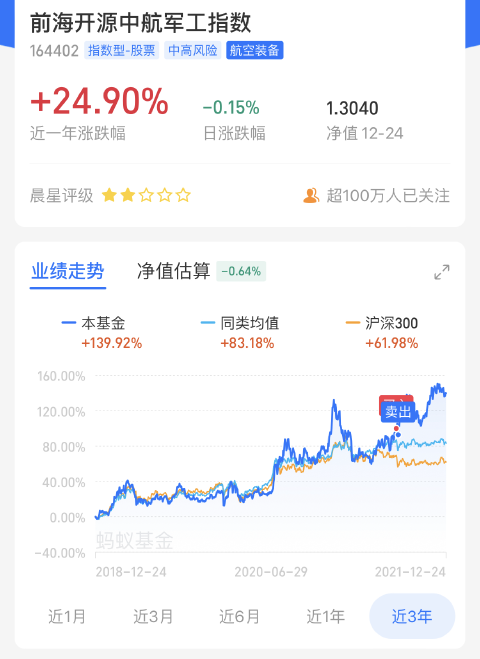 前海开源中航军工指数
164402 指数型-股票 中高风险 航空装备
+24.90% -0.15% 1.3040
近一年涨跌幅 日涨跌幅 净值 12-24
晨星评级 超100万人已关注
业绩走势 净值估算 -0.64%
本基金 同类均值 沪深300
+139.92% +83.18% +61.98%
160.00%
120.00%
卖出
80.00%
40.00%
0.00%
蚂蚁基金
-40.00%
2018-12-24 2020-06-29 2021-12-24
近1月 近3月 近6月 近1年 近3年